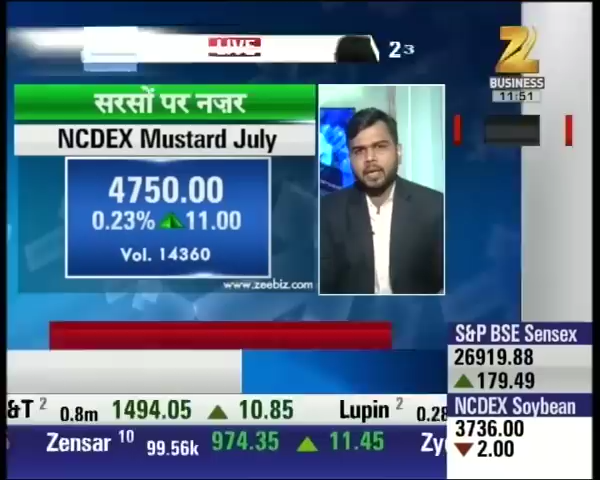 LIVE
23
Z
BUSINESS
11:51
सरसों पर नज़र
NCDEX Mustard July
4750.00
0.23% ▲ 11.00
Vol. 14360
www.zeebiz.com
S&P BSE Sensex
26919.88
▲ 179.49
NCDEX Soybean
3736.00
▼ 2.00
&T 2 0.8m 1494.05 ▲ 10.85 Lupin 2 0.28
Zensar 10 99.56k 974.35 ▲ 11.45 Zy